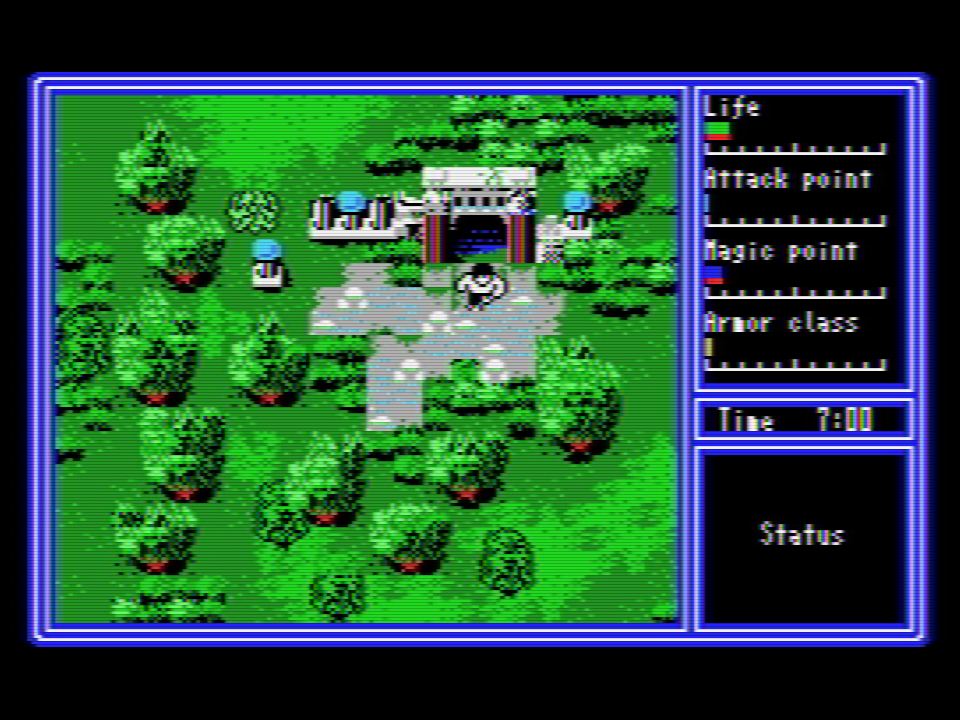 Life
Attack point
Magic point
Armor class
Time 7:00
Status